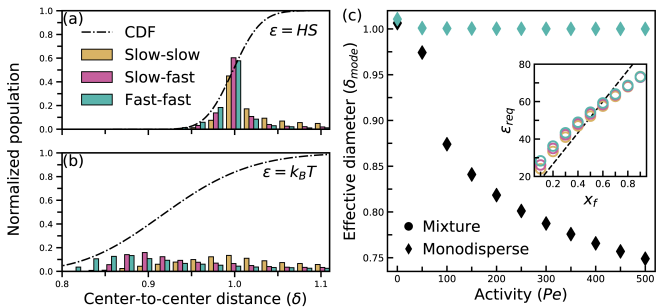 (a)
CDF
Slow-slow
Slow-fast
Fast-fast
ε = HS
1.0
0.8
0.6
0.4
0.2
0.0
(b)
ε = k_BT
1.0
0.8
0.6
0.4
0.2
0.0
0.8 0.9 1.0 1.1
Normalized population
Center-to-center distance (δ)
(c)
1.00
0.95
0.90
0.85
0.80
0.75
Effective diameter (δ_mode)
80
60
40
20
ε_req
0.2 0.4 0.6 0.8
x_f
Mixture
Monodisperse
0 100 200 300 400 500
Activity (Pe)